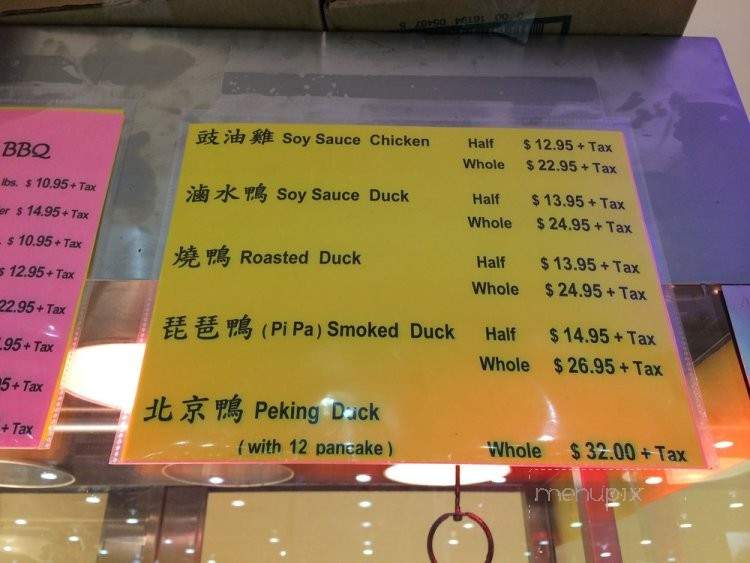 BBQ
lbs. $ 10.95 + Tax
er $ 14.95 + Tax
. $ 10.95 + Tax
$ 12.95 + Tax
22.95 + Tax
.95 + Tax
5 + Tax
+ Tax
豉油雞 Soy Sauce Chicken Half $ 12.95 + Tax
Whole $ 22.95 + Tax
滷水鴨 Soy Sauce Duck Half $ 13.95 + Tax
Whole $ 24.95 + Tax
燒鴨 Roasted Duck Half $ 13.95 + Tax
Whole $ 24.95 + Tax
琵琶鴨 (Pi Pa) Smoked Duck Half $ 14.95 + Tax
Whole $ 26.95 + Tax
北京鴨 Peking Duck
(with 12 pancake) Whole $ 32.00 + Tax
menupix